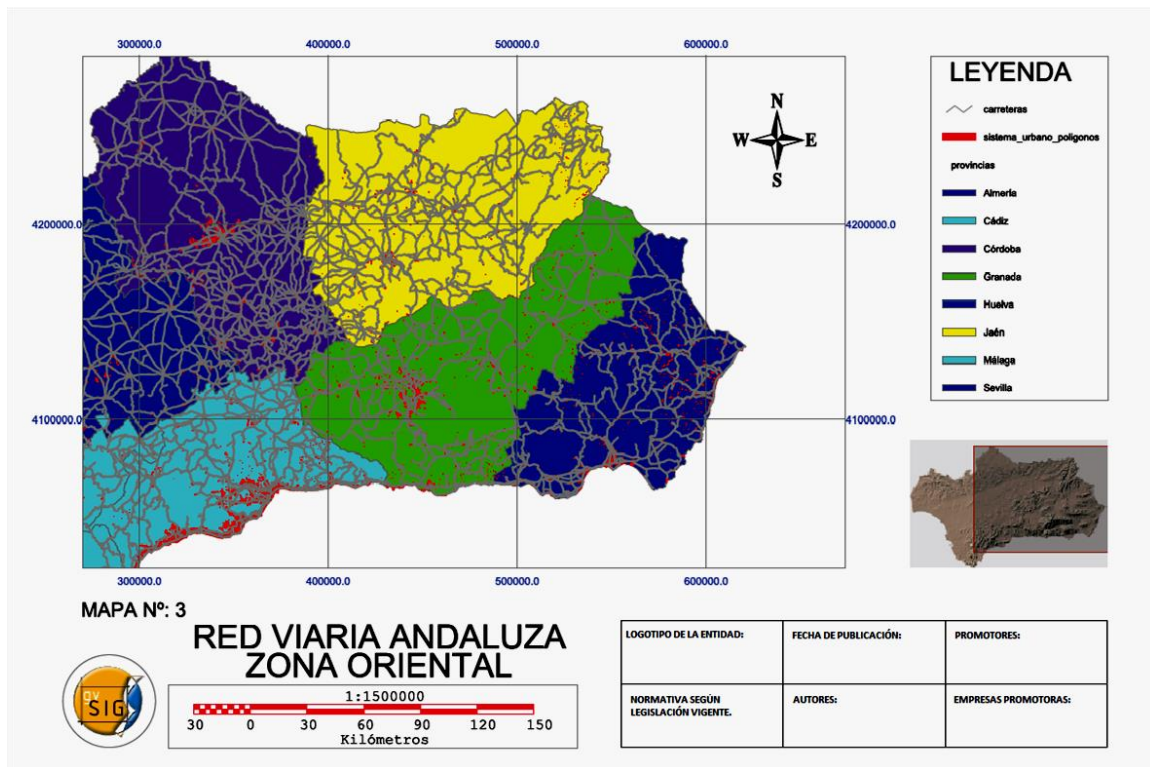 300000.0 400000.0 500000.0 600000.0
4200000.0 4200000.0
4100000.0 4100000.0
300000.0 400000.0 500000.0 600000.0
N
W E
S
LEYENDA
carreteras
sistema_urbano_poligonos
provincias
Almería
Cádiz
Córdoba
Granada
Huelva
Jaén
Málaga
Sevilla
MAPA Nº: 3
RED VIARIA ANDALUZA
ZONA ORIENTAL
gv
SIG
1:1500000
30 0 30 60 90 120 150
Kilómetros
LOGOTIPO DE LA ENTIDAD:
FECHA DE PUBLICACIÓN:
PROMOTORES:
NORMATIVA SEGÚN
LEGISLACIÓN VIGENTE.
AUTORES:
EMPRESAS PROMOTORAS: